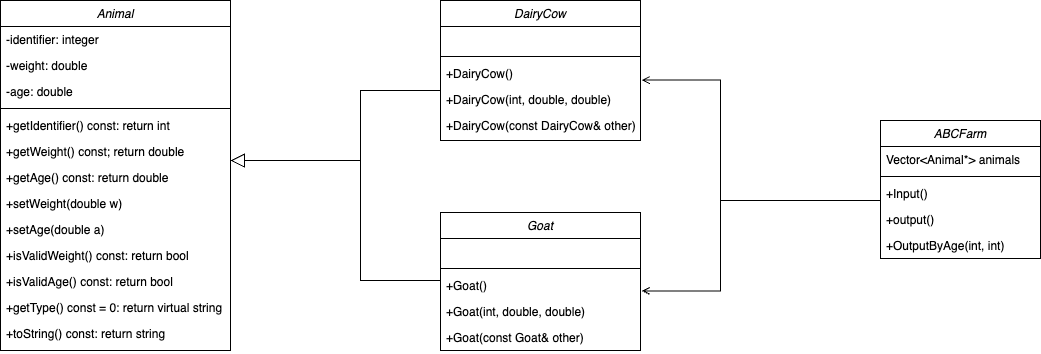 Animal
-identifier: integer
-weight: double
-age: double
+getIdentifier() const: return int
+getWeight() const; return double
+getAge() const: return double
+setWeight(double w)
+setAge(double a)
+isValidWeight() const: return bool
+isValidAge() const: return bool
+getType() const = 0: return virtual string
+toString() const: return string
DairyCow
+DairyCow()
+DairyCow(int, double, double)
+DairyCow(const DairyCow& other)
Goat
+Goat()
+Goat(int, double, double)
+Goat(const Goat& other)
ABCFarm
Vector<Animal*> animals
+Input()
+output()
+OutputByAge(int, int)